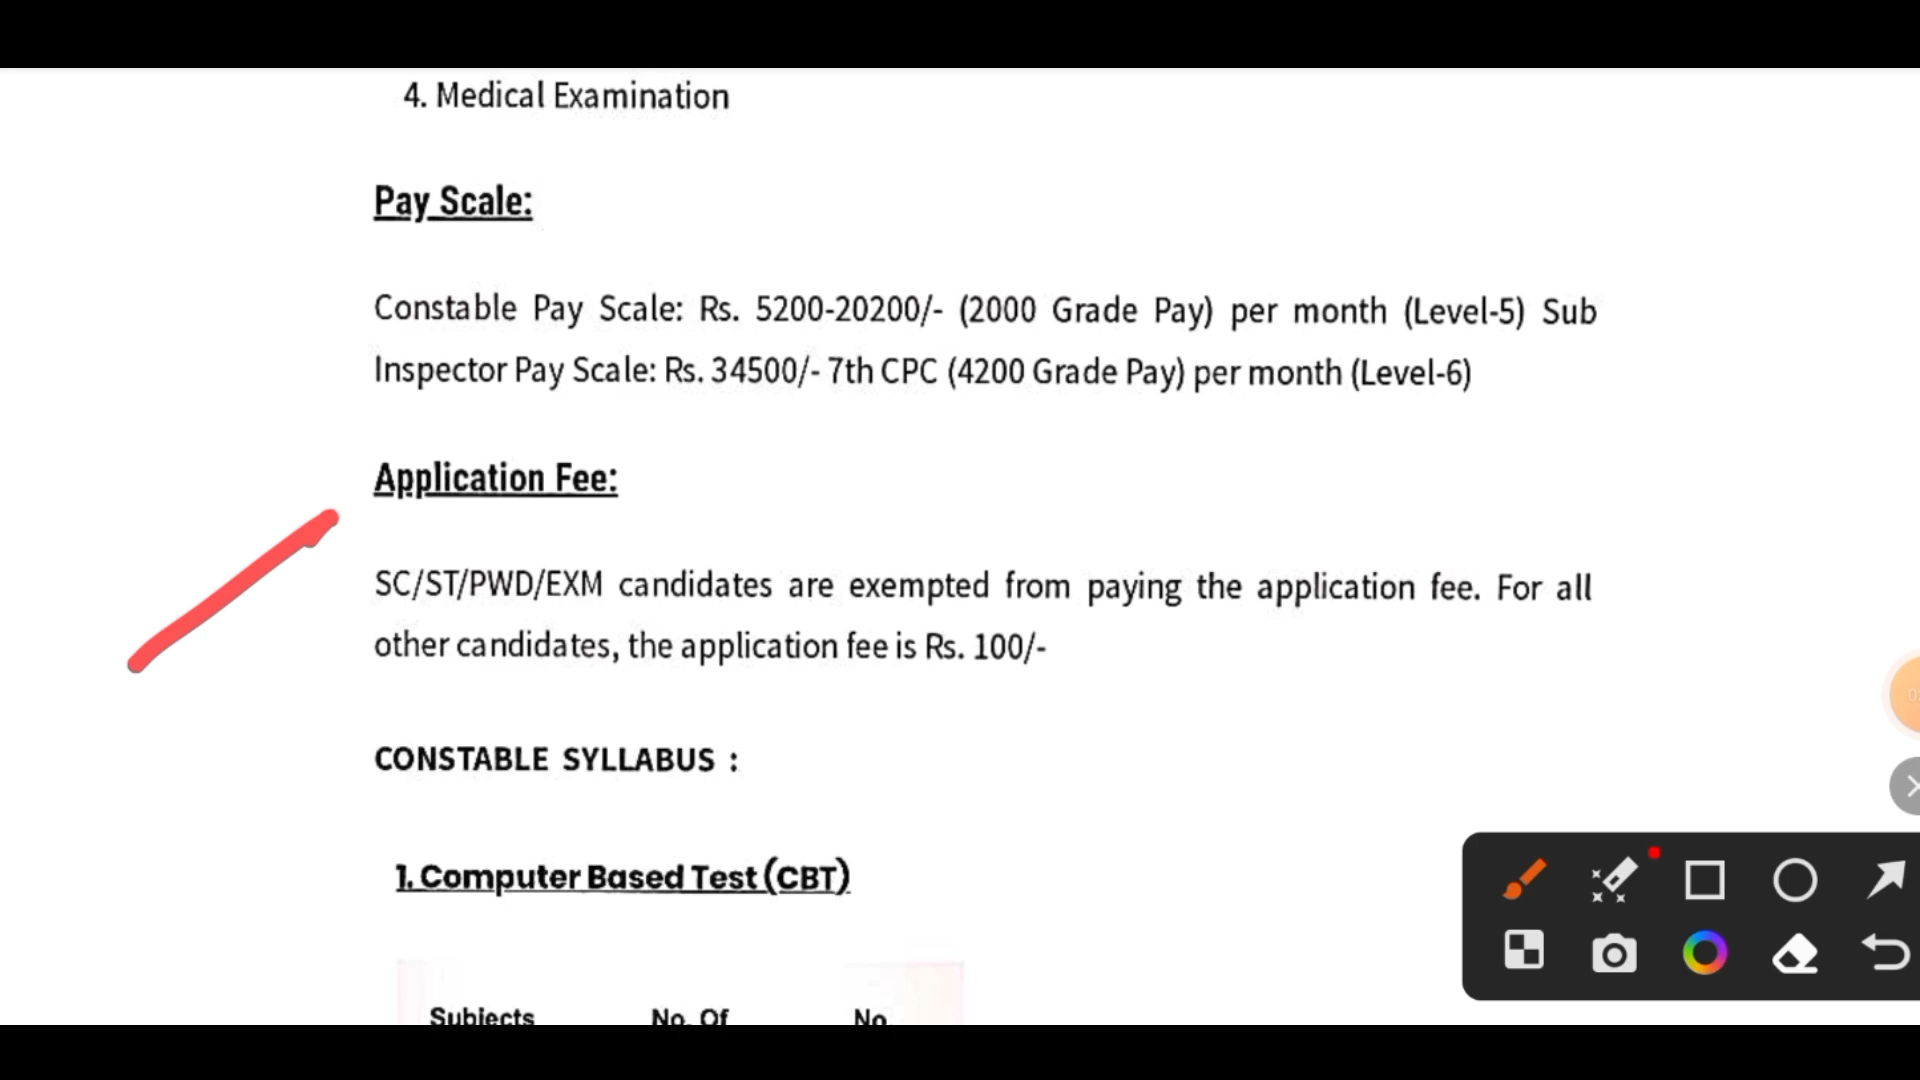 4. Medical Examination
Pay Scale:
Constable Pay Scale: Rs. 5200-20200/- (2000 Grade Pay) per month (Level-5) Sub
Inspector Pay Scale: Rs. 34500/- 7th CPC (4200 Grade Pay) per month (Level-6)
Application Fee:
SC/ST/PWD/EXM candidates are exempted from paying the application fee. For all
other candidates, the application fee is Rs. 100/-
CONSTABLE SYLLABUS :
1. Computer Based Test (CBT)
Subjects No. Of No